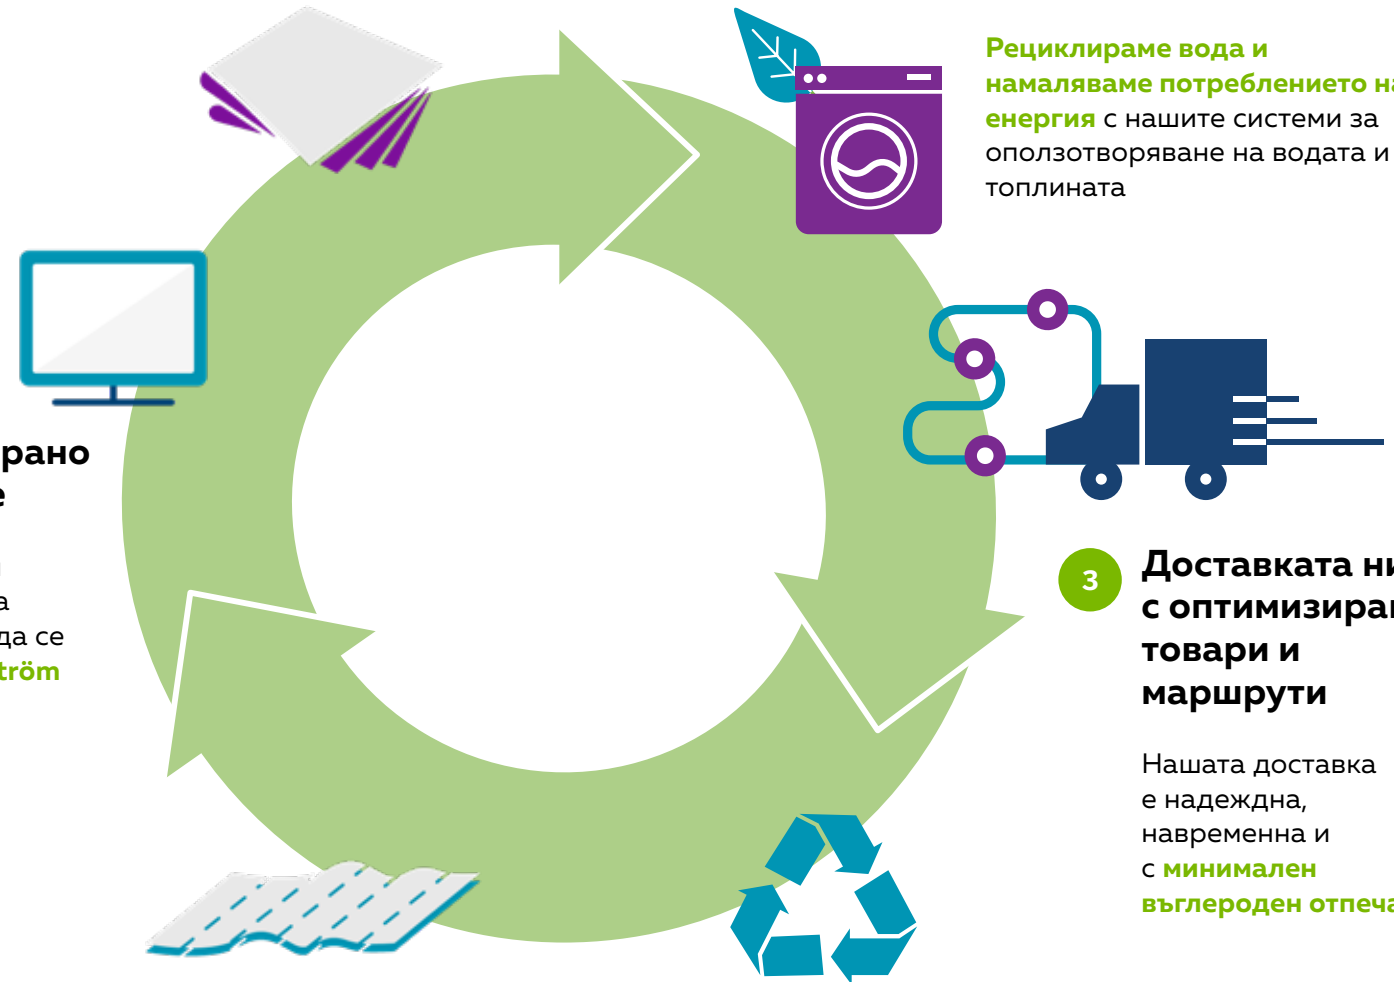 Рециклираме вода и
намаляваме потреблението на
енергия с нашите системи за
оползотворяване на водата и
топлината
рано
е
а
да се
tröm
3
Доставката ни
с оптимизиран
товари и
маршрути
Нашата доставка
е надеждна,
навременна и
с минимален
въглероден отпеча